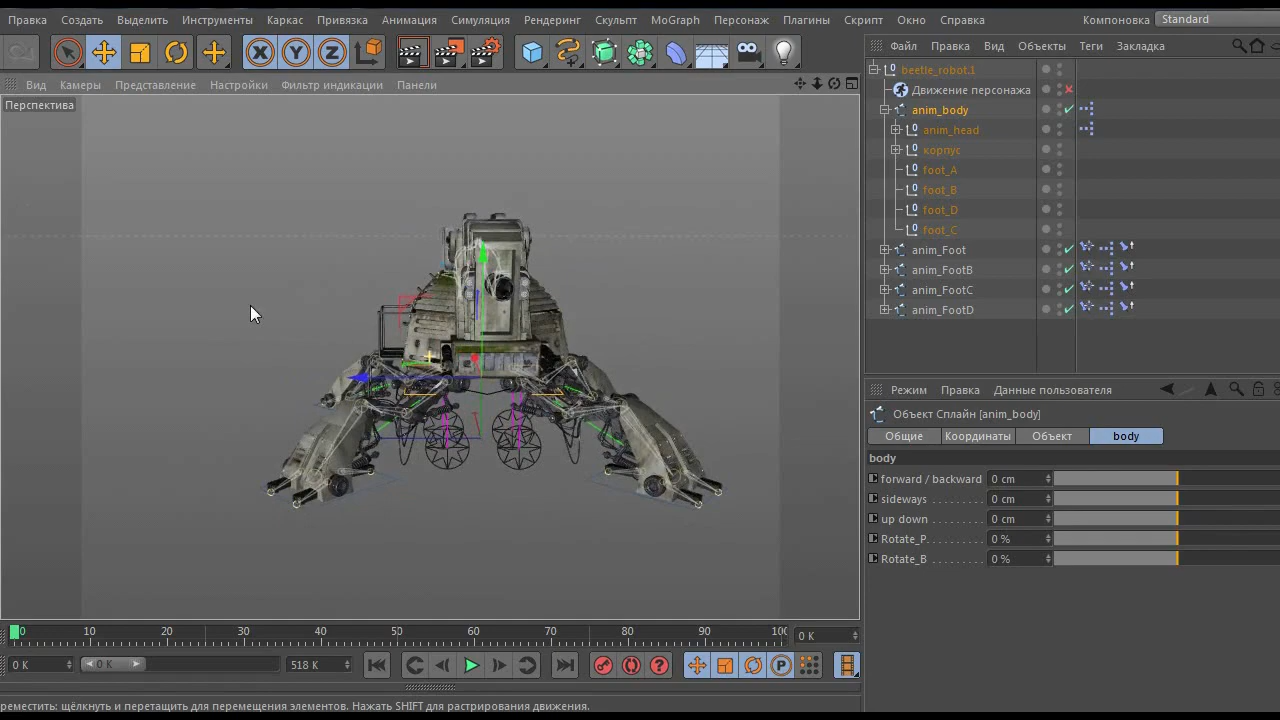 Правка Создать Выделить Инструменты Каркас Привязка Анимация Симуляция Рендеринг Скульпт MoGraph Персонаж Плагины Скрипт Окно Справка Компоновка Standard
X Y Z
Файл Правка Вид Объекты Теги Закладка
Вид Камеры Представление Настройки Фильтр индикации Панели
Перспектива
beetle_robot.1
Движение персонажа
anim_body
anim_head
корпус
foot_A
foot_B
foot_D
foot_C
anim_Foot
anim_FootB
anim_FootC
anim_FootD
Режим Правка Данные пользователя
Объект Сплайн [anim_body]
Общие Координаты Объект body
body
forward / backward 0 cm
sideways 0 cm
up down 0 cm
Rotate_P 0 %
Rotate_B 0 %
0 10 20 30 40 50 60 70 80 90 100 0 K
0 K 0 K 518 K P
реместить: щёлкнуть и перетащить для перемещения элементов. Нажать SHIFT для растрирования движения.